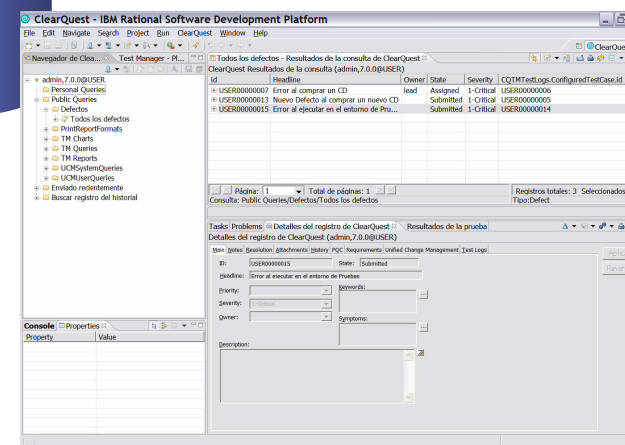 ClearQuest - IBM Rational Software Development Platform
File Edit Navigate Search Project Run ClearQuest Window Help
ClearQues
Navegador de Clea... Test Manager - Pl...
admin,7.0.0@USER
Personal Queries
Public Queries
Defectos
Todos los defectos
PrintReportFormats
TM Charts
TM Queries
TM Reports
UCMSystemQueries
UCMUserQueries
Enviado recientemente
Buscar registro del historial
Todos los defectos - Resultados de la consulta de ClearQuest
ClearQuest Resultados de la consulta (admin,7.0.0@USER)
id Headline Owner State Severity CQTMTestLogs.ConfiguredTestCase.id
USER00000007 Error al comprar un CD lead Assigned 1-Critical USER00000006
USER00000013 Nuevo Defecto al comprar un nuevo CD Submitted 1-Critical USER00000005
USER00000015 Error al ejecutar en el entorno de Pru... Submitted 1-Critical USER00000014
Página: 1 Total de páginas: 1 Registros totales: 3 Seleccionados
Consulta: Public Queries/Defectos/Todos los defectos Tipo:Defect
Tasks Problems Detalles del registro de ClearQuest Resultados de la prueba
Detalles del registro de ClearQuest (admin,7.0.0@USER)
Main Notes Resolution Attachments History PQC Requirements Unified Change Management Test Logs
ID: USER00000015 State: Submitted
Headline: Error al ejecutar en el entorno de Pruebas
Priority: Keywords:
Severity: 1-Critical
Owner: Symptoms:
Description:
Aplic
Rever
Console Properties
Property Value